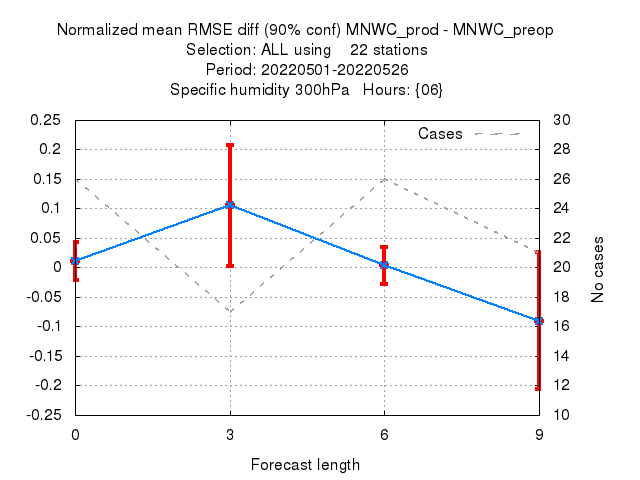 Normalized mean RMSE diff (90% conf) MNWC_prod - MNWC_preop
Selection: ALL using    22 stations
Period: 20220501-20220526
Specific humidity 300hPa   Hours: {06}
Cases
0.25
0.2
0.15
0.1
0.05
0
-0.05
-0.1
-0.15
-0.2
-0.25
30
28
26
24
22
20
18
16
14
12
10
No cases
0 3 6 9
Forecast length